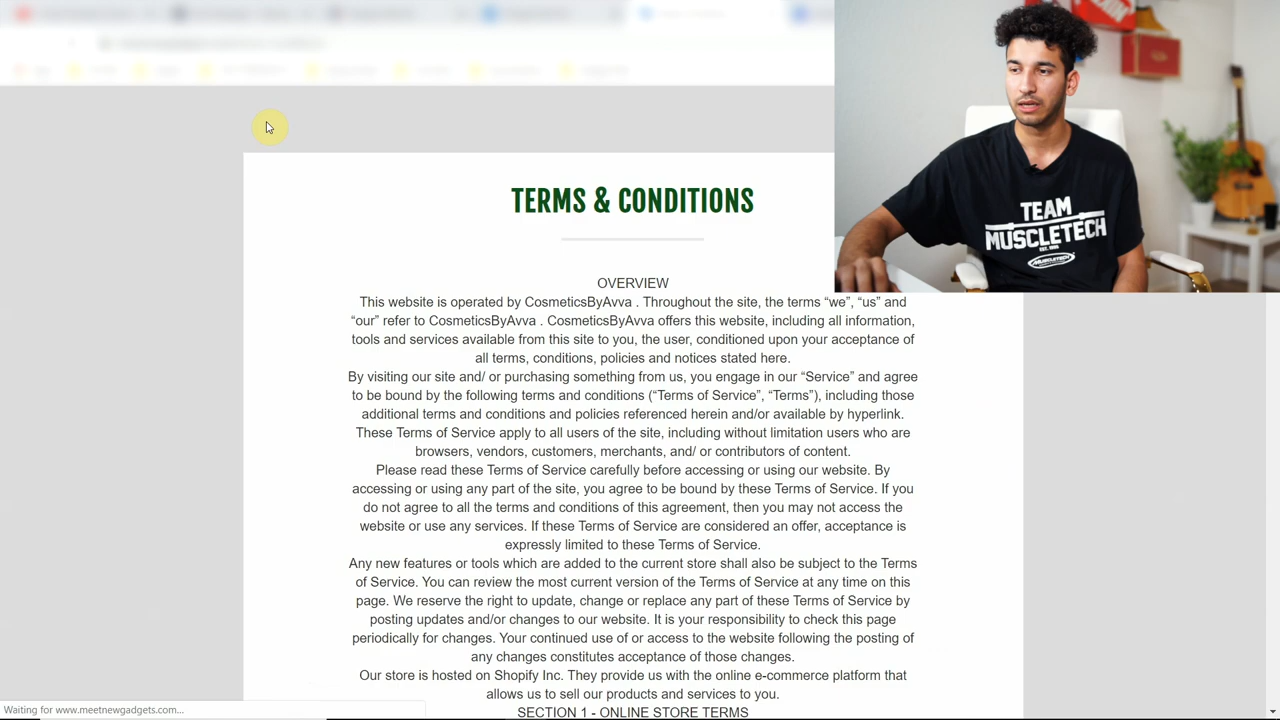 TERMS & CONDITIONS
OVERVIEW
This website is operated by CosmeticsByAvva . Throughout the site, the terms “we”, “us” and
“our” refer to CosmeticsByAvva . CosmeticsByAvva offers this website, including all information,
tools and services available from this site to you, the user, conditioned upon your acceptance of
all terms, conditions, policies and notices stated here.
By visiting our site and/ or purchasing something from us, you engage in our “Service” and agree
to be bound by the following terms and conditions (“Terms of Service”, “Terms”), including those
additional terms and conditions and policies referenced herein and/or available by hyperlink.
These Terms of Service apply to all users of the site, including without limitation users who are
browsers, vendors, customers, merchants, and/ or contributors of content.
Please read these Terms of Service carefully before accessing or using our website. By
accessing or using any part of the site, you agree to be bound by these Terms of Service. If you
do not agree to all the terms and conditions of this agreement, then you may not access the
website or use any services. If these Terms of Service are considered an offer, acceptance is
expressly limited to these Terms of Service.
Any new features or tools which are added to the current store shall also be subject to the Terms
of Service. You can review the most current version of the Terms of Service at any time on this
page. We reserve the right to update, change or replace any part of these Terms of Service by
posting updates and/or changes to our website. It is your responsibility to check this page
periodically for changes. Your continued use of or access to the website following the posting of
any changes constitutes acceptance of those changes.
Our store is hosted on Shopify Inc. They provide us with the online e-commerce platform that
allows us to sell our products and services to you.
SECTION 1 - ONLINE STORE TERMS
Waiting for www.meetnewgadgets.com...
TEAM
MUSCLETECH
EST. 1995
MUSCLETECH